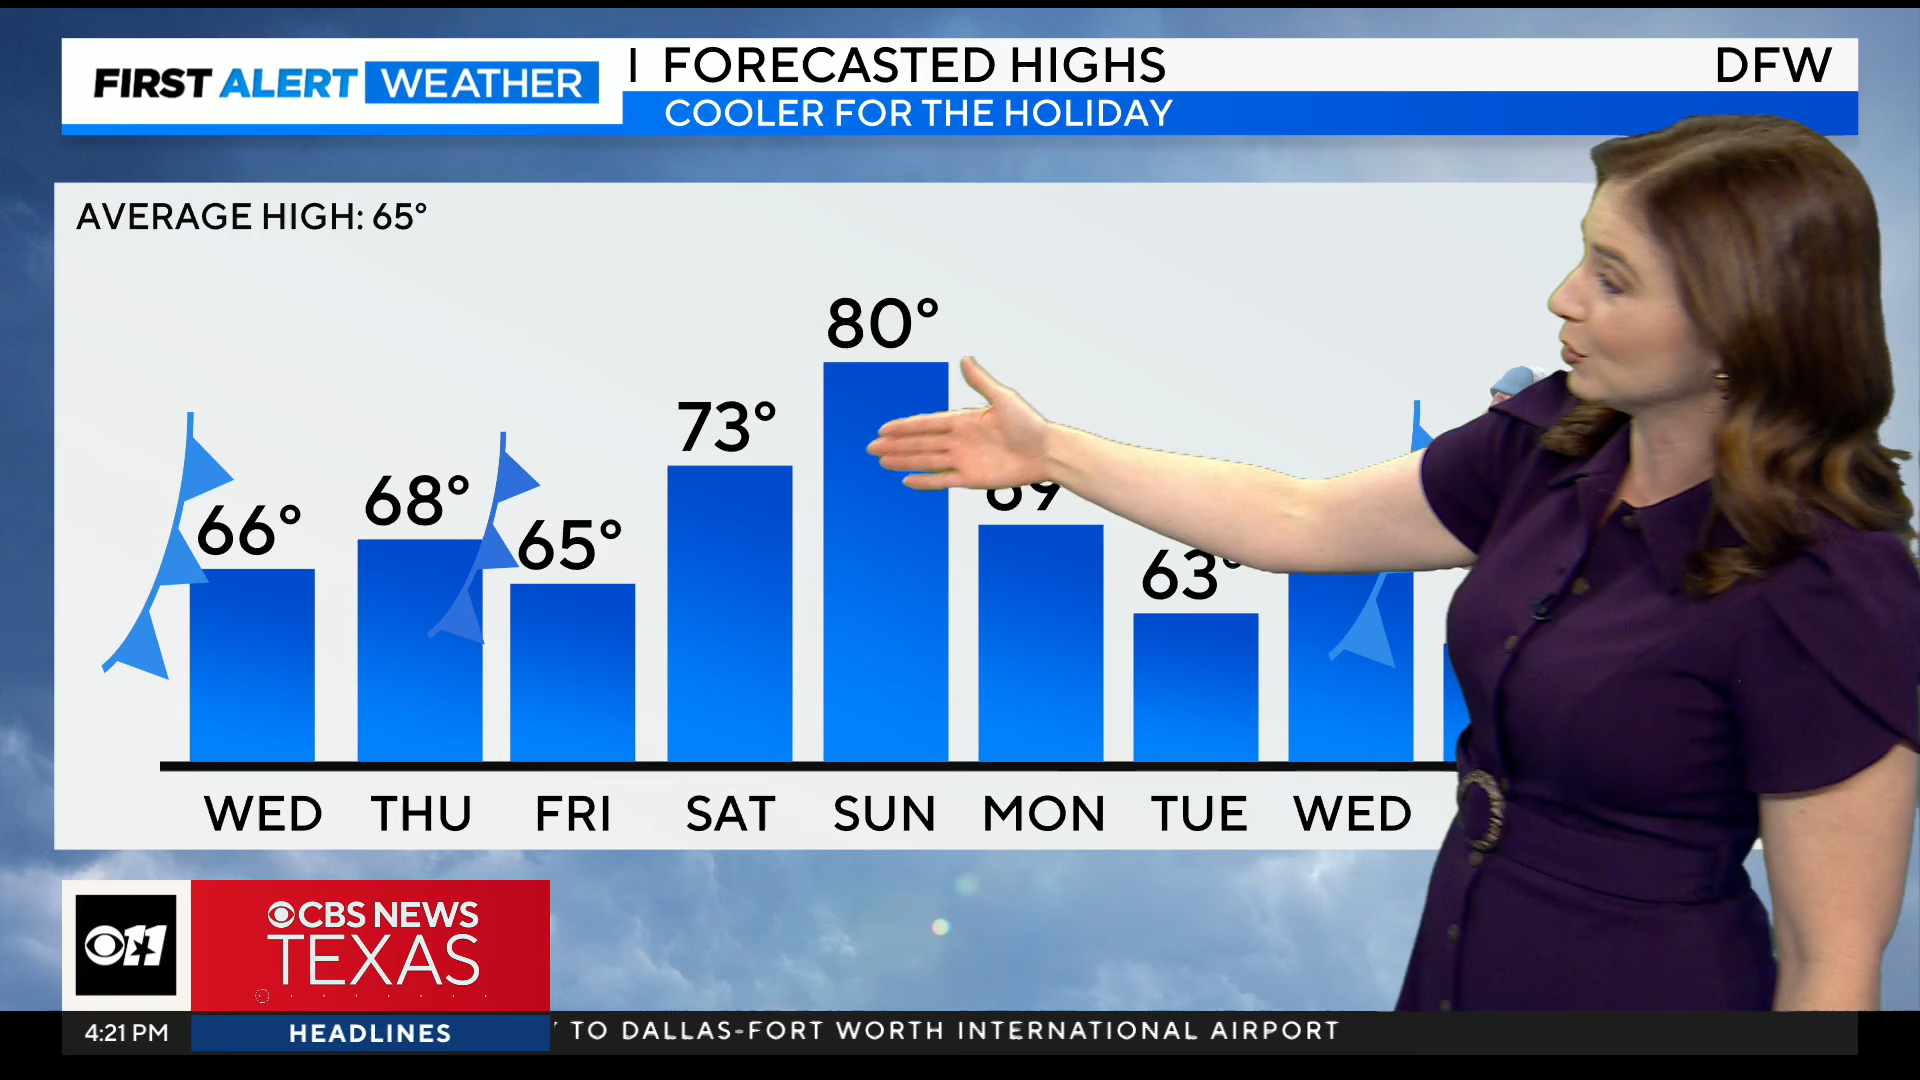 FIRST ALERT WEATHER
| FORECASTED HIGHS
DFW
COOLER FOR THE HOLIDAY
AVERAGE HIGH: 65°
66°
68°
65°
73°
80°
69
63°
WED
THU
FRI
SAT
SUN
MON
TUE
WED
11
CBS NEWS
TEXAS
4:21 PM
HEADLINES
TO DALLAS-FORT WORTH INTERNATIONAL AIRPORT